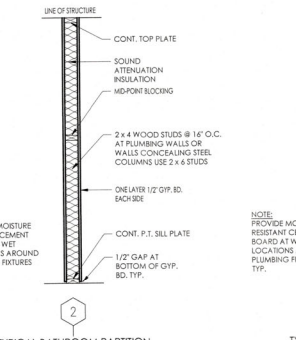 LINE OF STRUCTURE
CONT. TOP PLATE
SOUND
ATTENUATION
INSULATION
MID-POINT BLOCKING
2 x 4 WOOD STUDS @ 16" O.C.
AT PLUMBING WALLS OR
WALLS CONCEALING STEEL
COLUMNS USE 2 x 6 STUDS
ONE LAYER 1/2" GYP. BD.
EACH SIDE
CONT. P.T. SILL PLATE
1/2" GAP AT
BOTTOM OF GYP.
BD. TYP.
MOISTURE
CEMENT
WET
S AROUND
FIXTURES
NOTE:
PROVIDE MO
RESISTANT CE
BOARD AT W
LOCATIONS
PLUMBING FI
TYP.
2
TYPICAL BATHROOM PARTITION